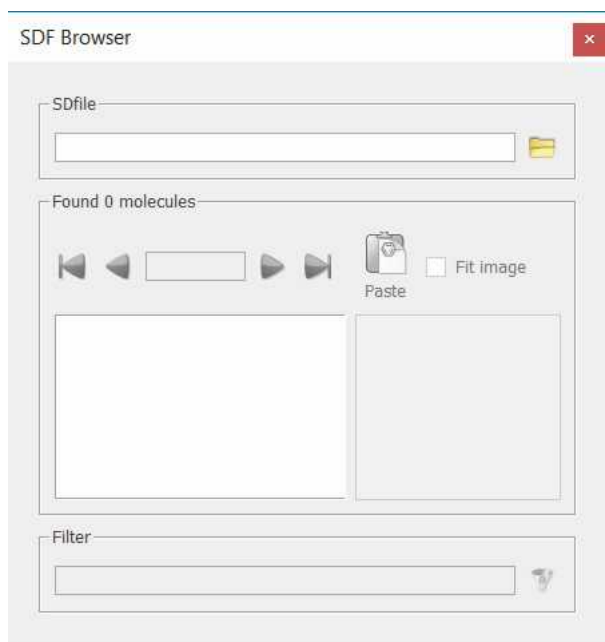 SDF Browser
SDfile
Found 0 molecules
Fit image
Paste
Filter